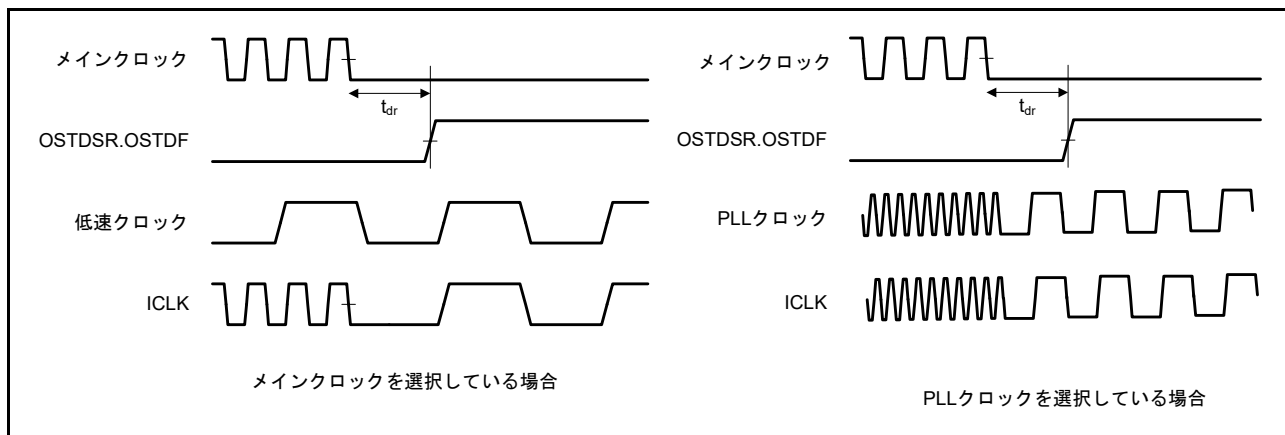 メインクロック
t_dr
OSTDSR.OSTDF
低速クロック
ICLK
メインクロックを選択している場合
メインクロック
t_dr
OSTDSR.OSTDF
PLLクロック
ICLK
PLLクロックを選択している場合